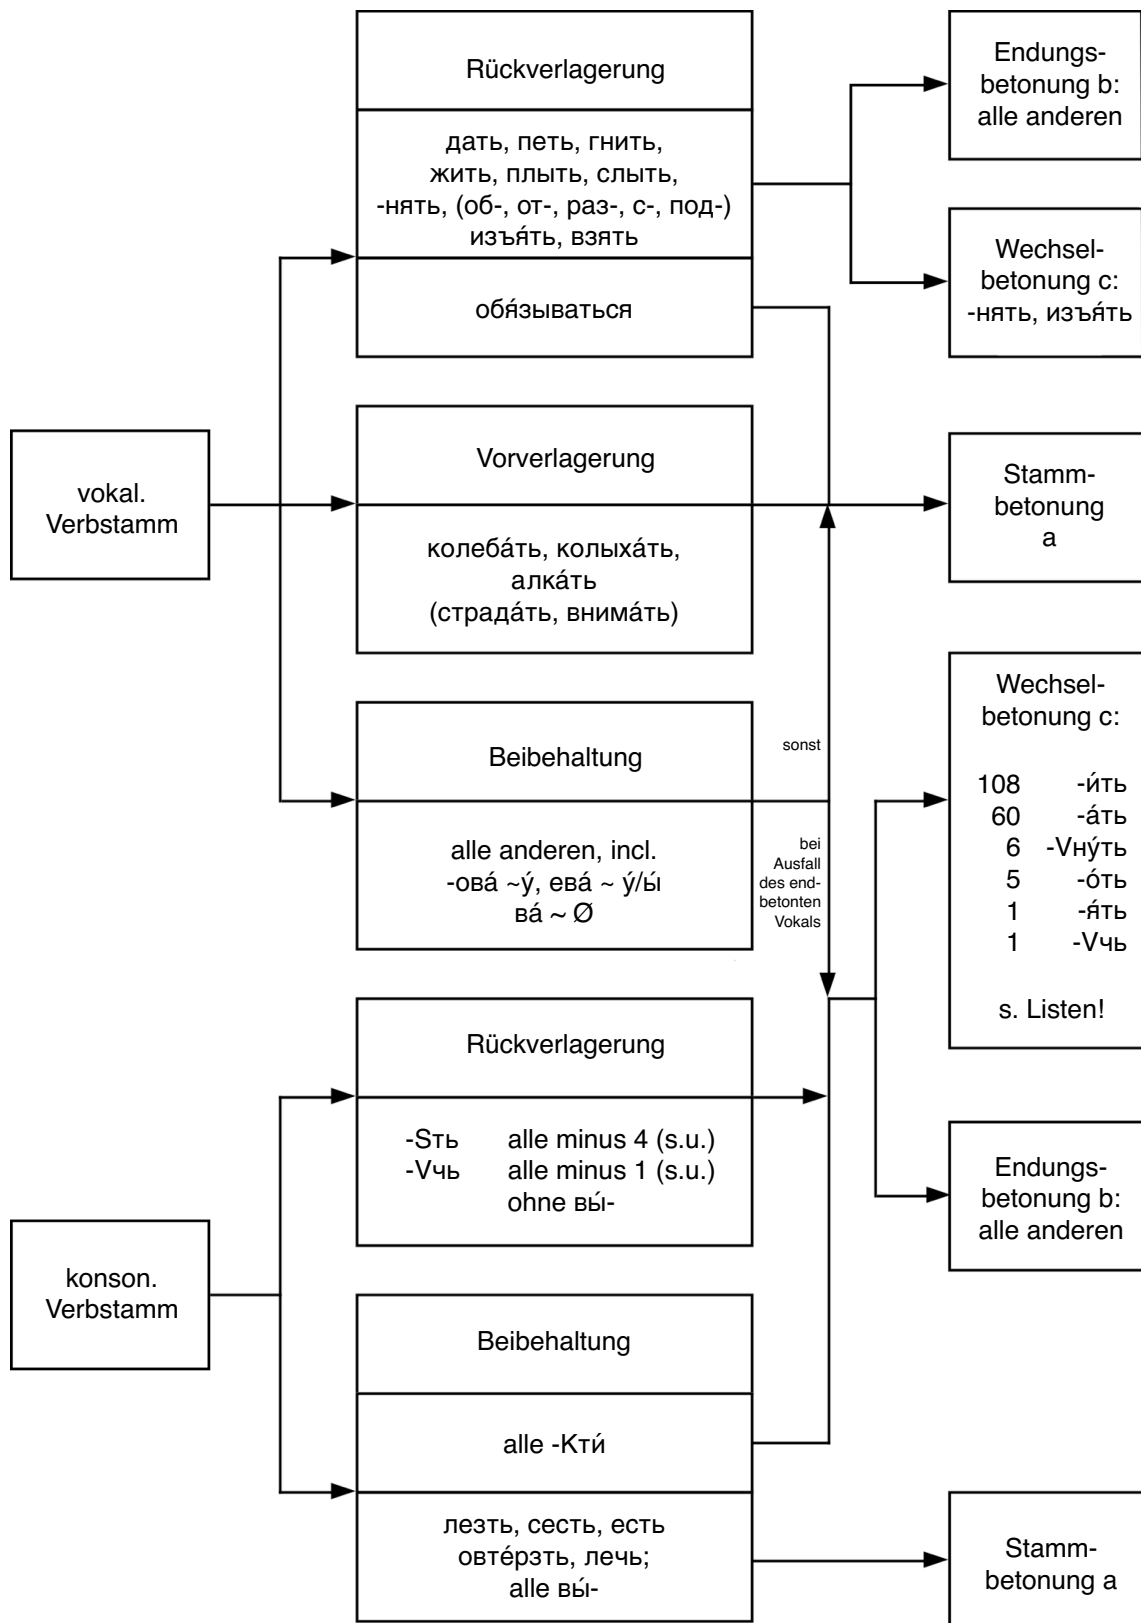 Rückverlagerung
дать, петь, гнить,
жить, плыть, слыть,
-нять, (об-, от-, раз-, с-, под-)
изъя́ть, взять
обя́зываться
Endungs-
betonung b:
alle anderen
Wechsel-
betonung c:
-нять, изъя́ть
vokal.
Verbstamm
Vorverlagerung
колеба́ть, колыха́ть,
алка́ть
(страда́ть, внима́ть)
Stamm-
betonung
a
Beibehaltung
alle anderen, incl.
-ова́ ~у́, ева́ ~ у́/ы́
ва́ ~ Ø
sonst
bei
Ausfall
des end-
betonten
Vokals
Wechsel-
betonung c:
108 -и́ть
60 -а́ть
6 -Vну́ть
5 -о́ть
1 -я́ть
1 -Vчь
s. Listen!
Rückverlagerung
-Sть alle minus 4 (s.u.)
-Vчь alle minus 1 (s.u.)
ohne вы́-
Endungs-
betonung b:
alle anderen
konson.
Verbstamm
Beibehaltung
alle -Kти́
лезть, сесть, есть
овте́рзть, лечь;
alle вы́-
Stamm-
betonung a